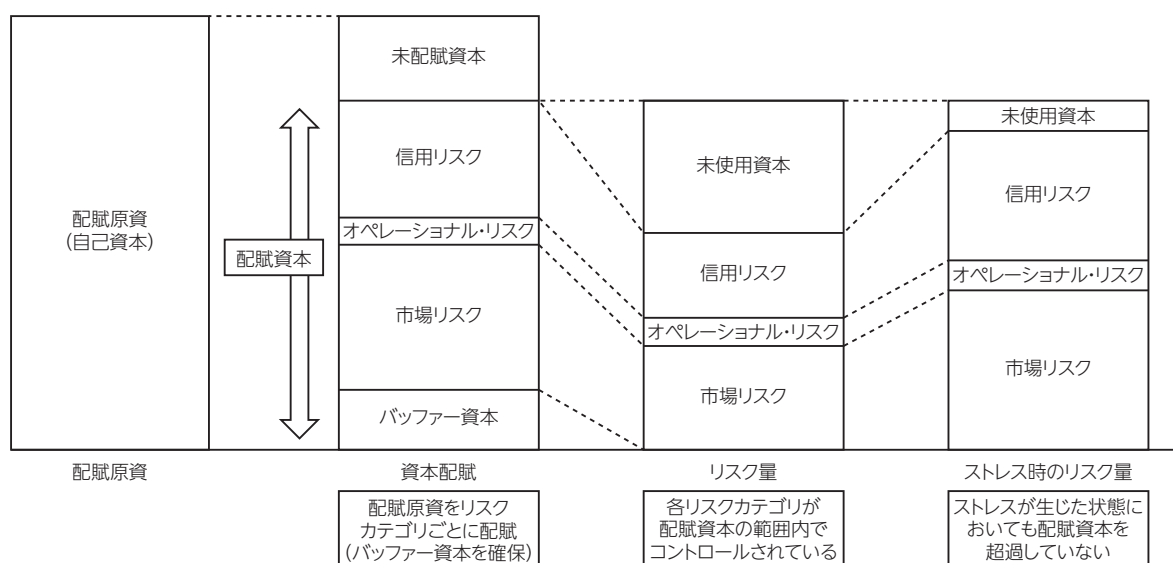 配賦原資
(自己資本)
配賦資本
未配賦資本
信用リスク
オペレーショナル・リスク
市場リスク
バッファー資本
未使用資本
信用リスク
オペレーショナル・リスク
市場リスク
未使用資本
信用リスク
オペレーショナル・リスク
市場リスク
配賦原資
資本配賦
リスク量
ストレス時のリスク量
配賦原資をリスク
カテゴリごとに配賦
(バッファー資本を確保)
各リスクカテゴリが
配賦資本の範囲内で
コントロールされている
ストレスが生じた状態に
おいても配賦資本を
超過していない